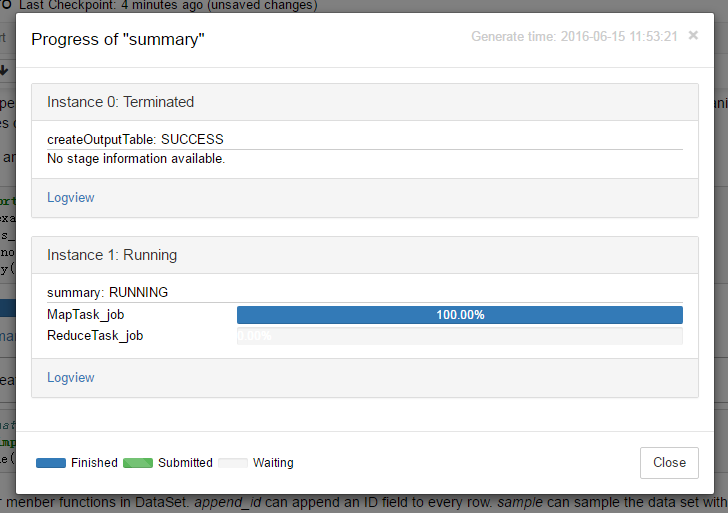 Last Checkpoint: 4 minutes ago (unsaved changes)
Progress of "summary"
Generate time: 2016-06-15 11:53:21 ×
Instance 0: Terminated
createOutputTable: SUCCESS
No stage information available.
Logview
Instance 1: Running
summary: RUNNING
MapTask_job 100.00%
ReduceTask_job 0.00%
Logview
Finished Submitted Waiting
Close
menber functions in DataSet. append_id can append an ID field to every row. sample can sample the data set with